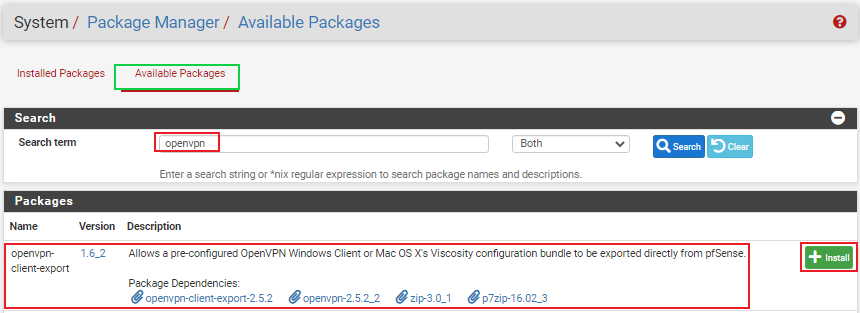 System / Package Manager / Available Packages
?
Installed Packages Available Packages
Search
Search term openvpn Both Search Clear
Enter a search string or *nix regular expression to search package names and descriptions.
Packages
Name Version Description
openvpn-client-export 1.6_2 Allows a pre-configured OpenVPN Windows Client or Mac OS X's Viscosity configuration bundle to be exported directly from pfSense. Install
Package Dependencies:
openvpn-client-export-2.5.2 openvpn-2.5.2_2 zip-3.0_1 p7zip-16.02_3